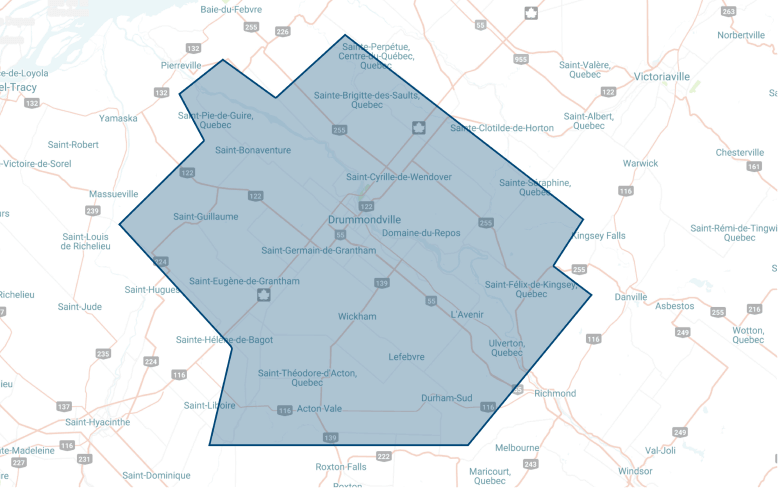 Baie-du-Febvre
263
255
226
55
Norbertville
Sainte-Perpétue,
Centre-du-Québec,
Quebec
132
955
Pierreville
Sainte-Valère,
Quebec
Victoriaville
ce-de-Loyola
el-Tracy
132
132
122
Sainte-Brigitte-des-Saults,
Quebec
Saint-Pie-de-Guire,
Quebec
Yamaska
Saint-Albert,
Quebec
255
Sainte-Clotilde-de-Horton
Saint-Robert
Saint-Bonaventure
Chesterville
-Victoire-de-Sorel
Warwick
161
122
Saint-Cyrille-de-Wendover
Sainte-Séraphine,
Quebec
Massueville
122
116
229
122
Saint-Guillaume
Drummondville
255
Saint-Rémi-de-Tingwi
Quebec
Saint-Louis
de Richelieu
55
Domaine-du-Repos
Kingsey Falls
Saint-Germain-de-Grantham
224
255
Saint-Eugène-de-Grantham
139
Saint-Félix-de-Kingsey,
Quebec
Saint-Hugues
Richelieu
Danville
55
Saint-Jude
Asbestos
255
216
Wickham
L'Avenir
249
Wotton,
Quebec
Sainte-Hélène-de-Bagot
116
Ulverton,
Quebec
235
224
Lefebvre
116
Saint-Théodore-d'Acton,
Quebec
ieu
Durham-Sud
Richmond
137
Saint-Liboire
116
Acton Vale
116
Saint-Hyacinthe
249
139
116
te-Madeleine
Melbourne
Val-Joli
231
222
227
243
Roxton Falls
Saint-Dominique
Maricourt,
Quebec
Windsor
Roxton